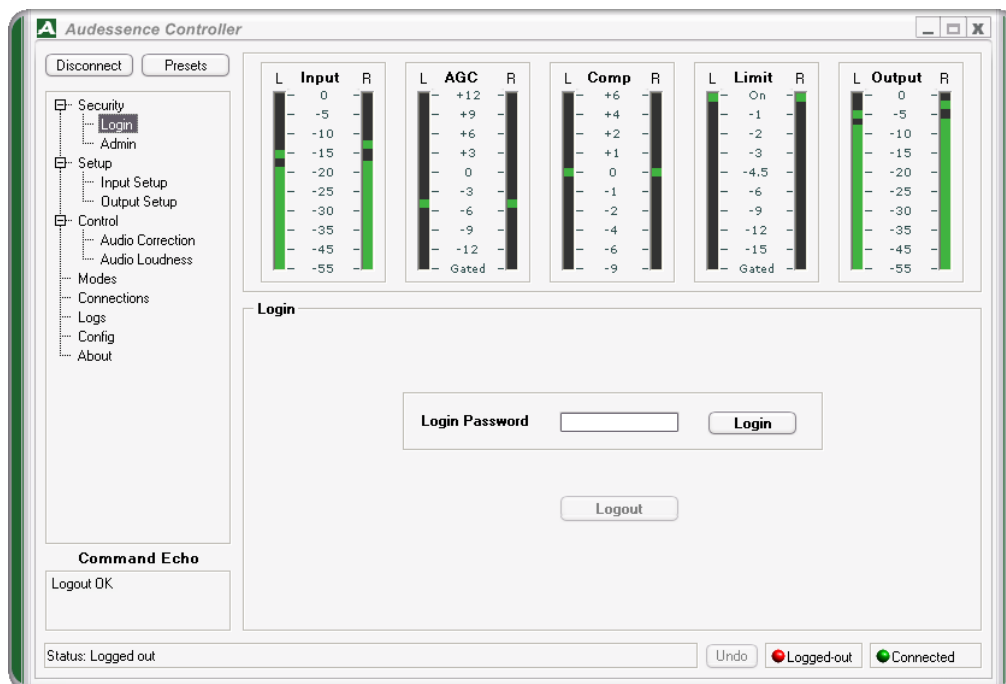 A Audessence Controller
Disconnect Presets
Security
Login
Admin
Setup
Input Setup
Output Setup
Control
Audio Correction
Audio Loudness
Modes
Connections
Logs
Config
About
Command Echo
Logout OK
L Input R
0
-5
-10
-15
-20
-25
-30
-35
-45
-55
L AGC R
+12
+9
+6
+3
0
-3
-6
-9
-12
Gated
L Comp R
+6
+4
+2
+1
0
-1
-2
-4
-6
-9
L Limit R
On
-1
-2
-3
-4.5
-6
-9
-12
-15
Gated
L Output R
0
-5
-10
-15
-20
-25
-30
-35
-45
-55
Login
Login Password Login
Logout
Status: Logged out Undo Logged-out Connected